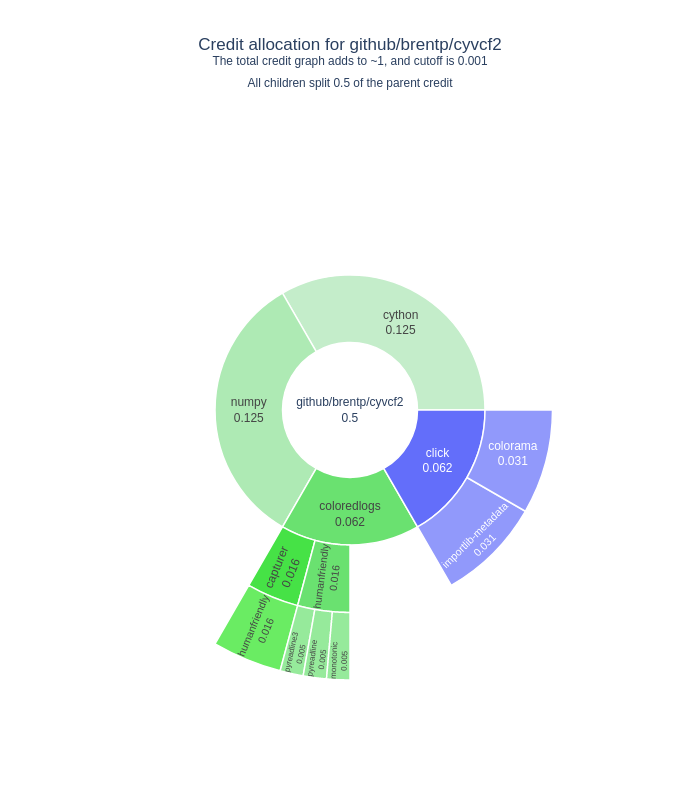 Credit allocation for github/brentp/cyvcf2
The total credit graph adds to ~1, and cutoff is 0.001
All children split 0.5 of the parent credit
cython
0.125
numpy
0.125
github/brentp/cyvcf2
0.5
click
0.062
colorama
0.031
importlib-metadata
0.031
coloredlogs
0.062
capturer
0.016
humanfriendly
0.016
humanfriendly
0.016
pyreadline3
0.005
pyreadline
0.005
monotonic
0.005